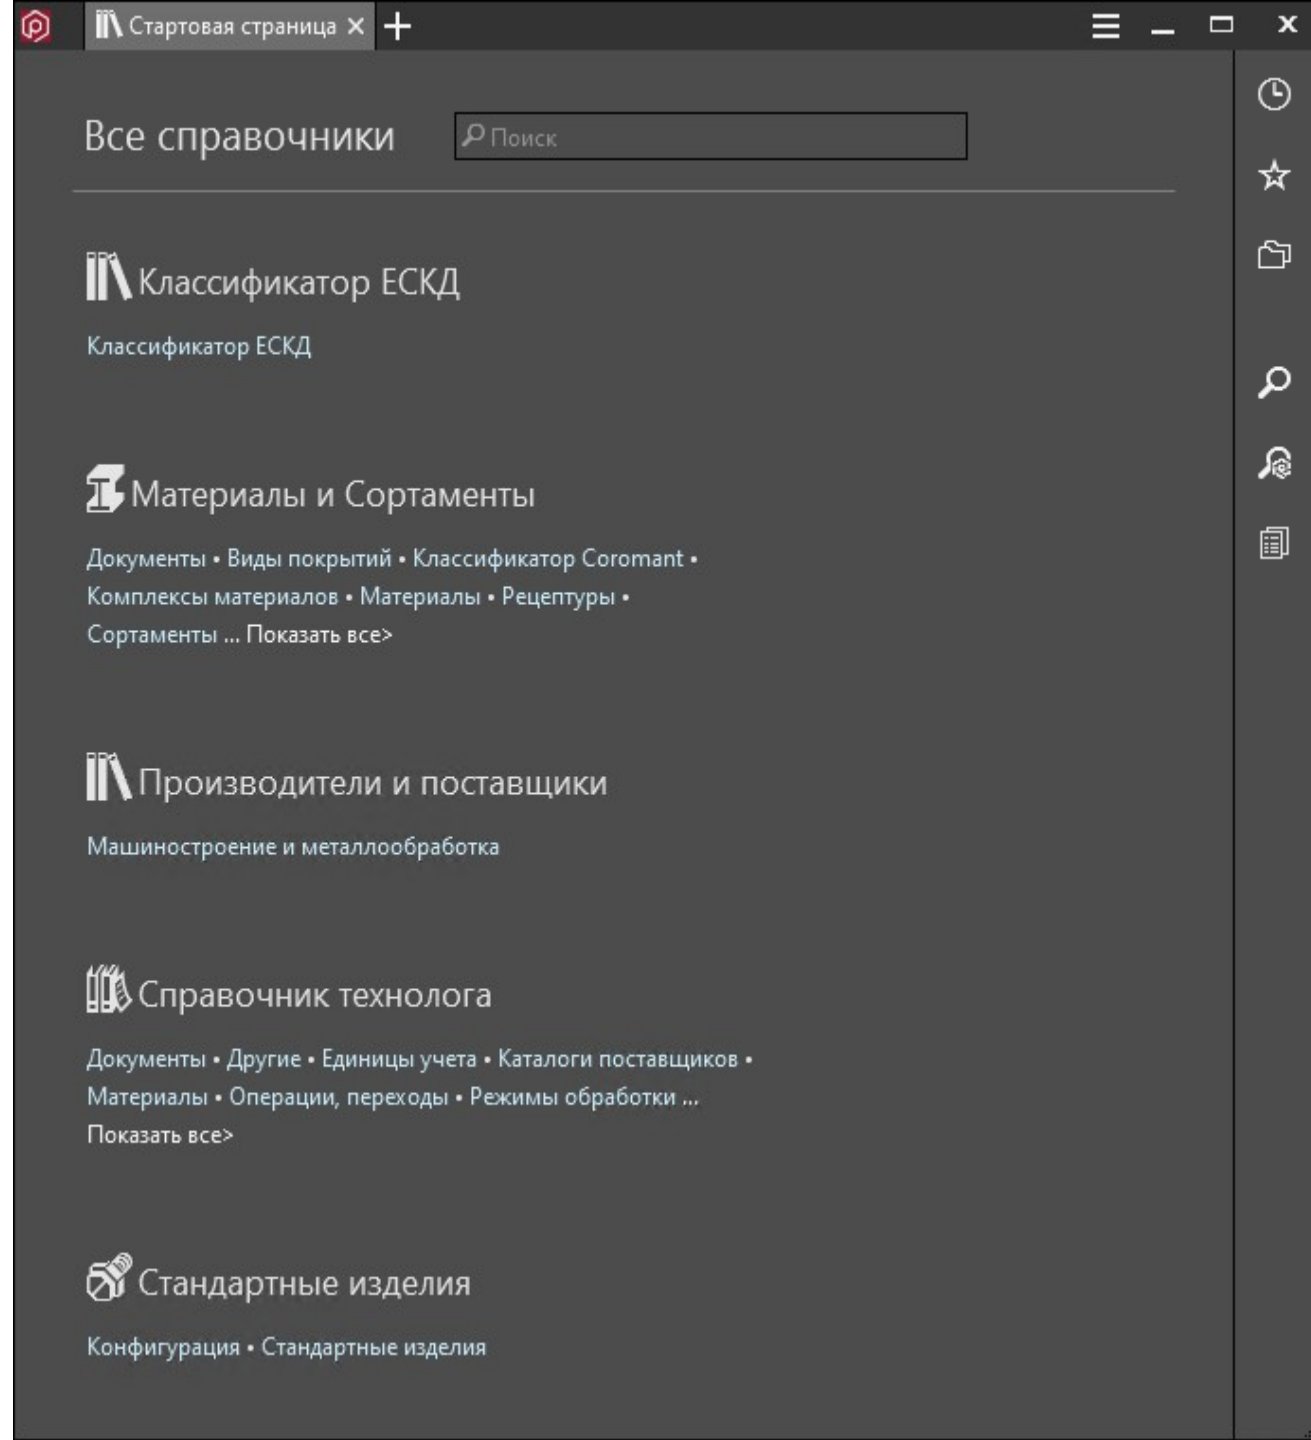 Стартовая страница
Все справочники
Поиск
Классификатор ЕСКД
Классификатор ЕСКД
Материалы и Сортаменты
Документы • Виды покрытий • Классификатор Coromant •
Комплексы материалов • Материалы • Рецептуры •
Сортаменты ... Показать все>
Производители и поставщики
Машиностроение и металлообработка
Справочник технолога
Документы • Другие • Единицы учета • Каталоги поставщиков •
Материалы • Операции, переходы • Режимы обработки ...
Показать все>
Стандартные изделия
Конфигурация • Стандартные изделия